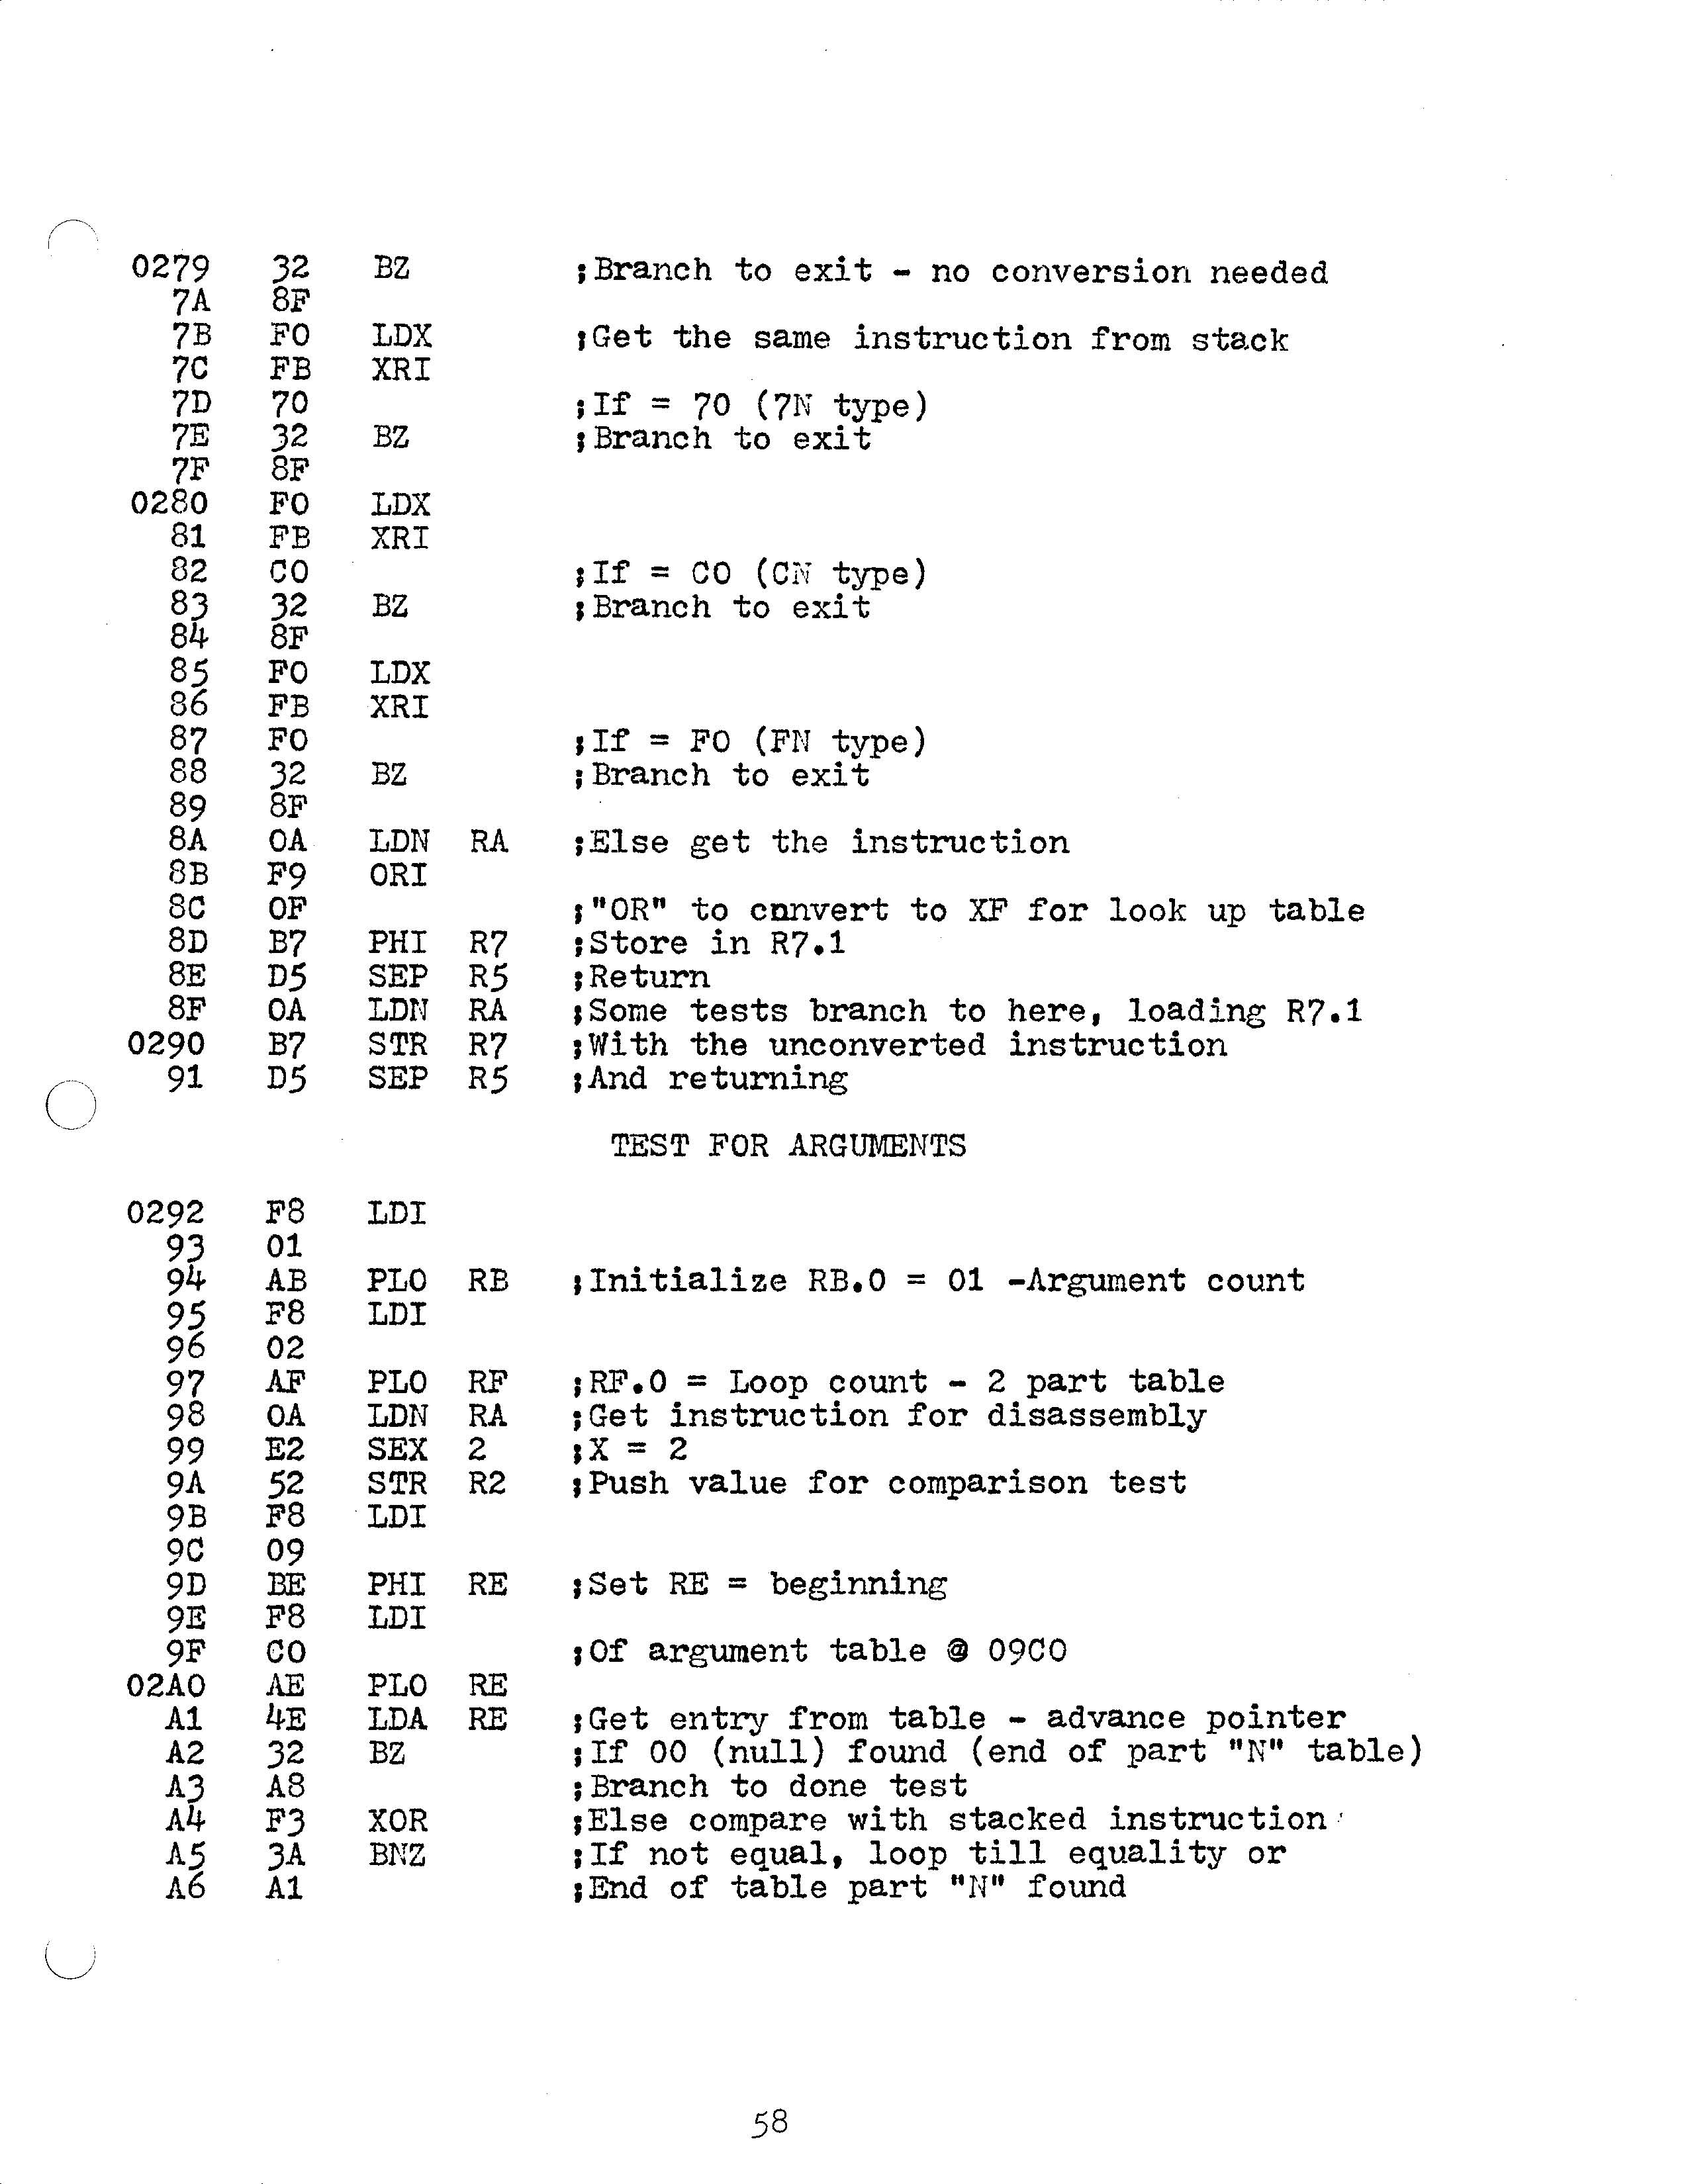 0279 32 BZ ;Branch to exit - no conversion needed
7A 8F
7B F0 LDX ;Get the same instruction from stack
7C FB XRI
7D 70 ;If = 70 (7N type)
7E 32 BZ ;Branch to exit
7F 8F
0280 F0 LDX
81 FB XRI
82 C0 ;If = C0 (CN type)
83 32 BZ ;Branch to exit
84 8F
85 F0 LDX
86 FB XRI
87 F0 ;If = F0 (FN type)
88 32 BZ ;Branch to exit
89 8F
8A 0A LDN RA ;Else get the instruction
8B F9 ORI
8C 0F ;"OR" to cnnvert to XF for look up table
8D B7 PHI R7 ;Store in R7.1
8E D5 SEP R5 ;Return
8F 0A LDN RA ;Some tests branch to here, loading R7.1
0290 B7 STR R7 ;With the unconverted instruction
91 D5 SEP R5 ;And returning
TEST FOR ARGUMENTS
0292 F8 LDI
93 01
94 AB PLO RB ;Initialize RB.0 = 01 -Argument count
95 F8 LDI
96 02
97 AF PLO RF ;RF.0 = Loop count - 2 part table
98 0A LDN RA ;Get instruction for disassembly
99 E2 SEX 2 ;X = 2
9A 52 STR R2 ;Push value for comparison test
9B F8 LDI
9C 09
9D BE PHI RE ;Set RE = beginning
9E F8 LDI
9F C0 ;Of argument table @ 09C0
02A0 AE PLO RE
A1 4E LDA RE ;Get entry from table - advance pointer
A2 32 BZ ;If 00 (null) found (end of part "N" table)
A3 A8 ;Branch to done test
A4 F3 XOR ;Else compare with stacked instruction
A5 3A BNZ ;If not equal, loop till equality or
A6 A1 ;End of table part "N" found
58